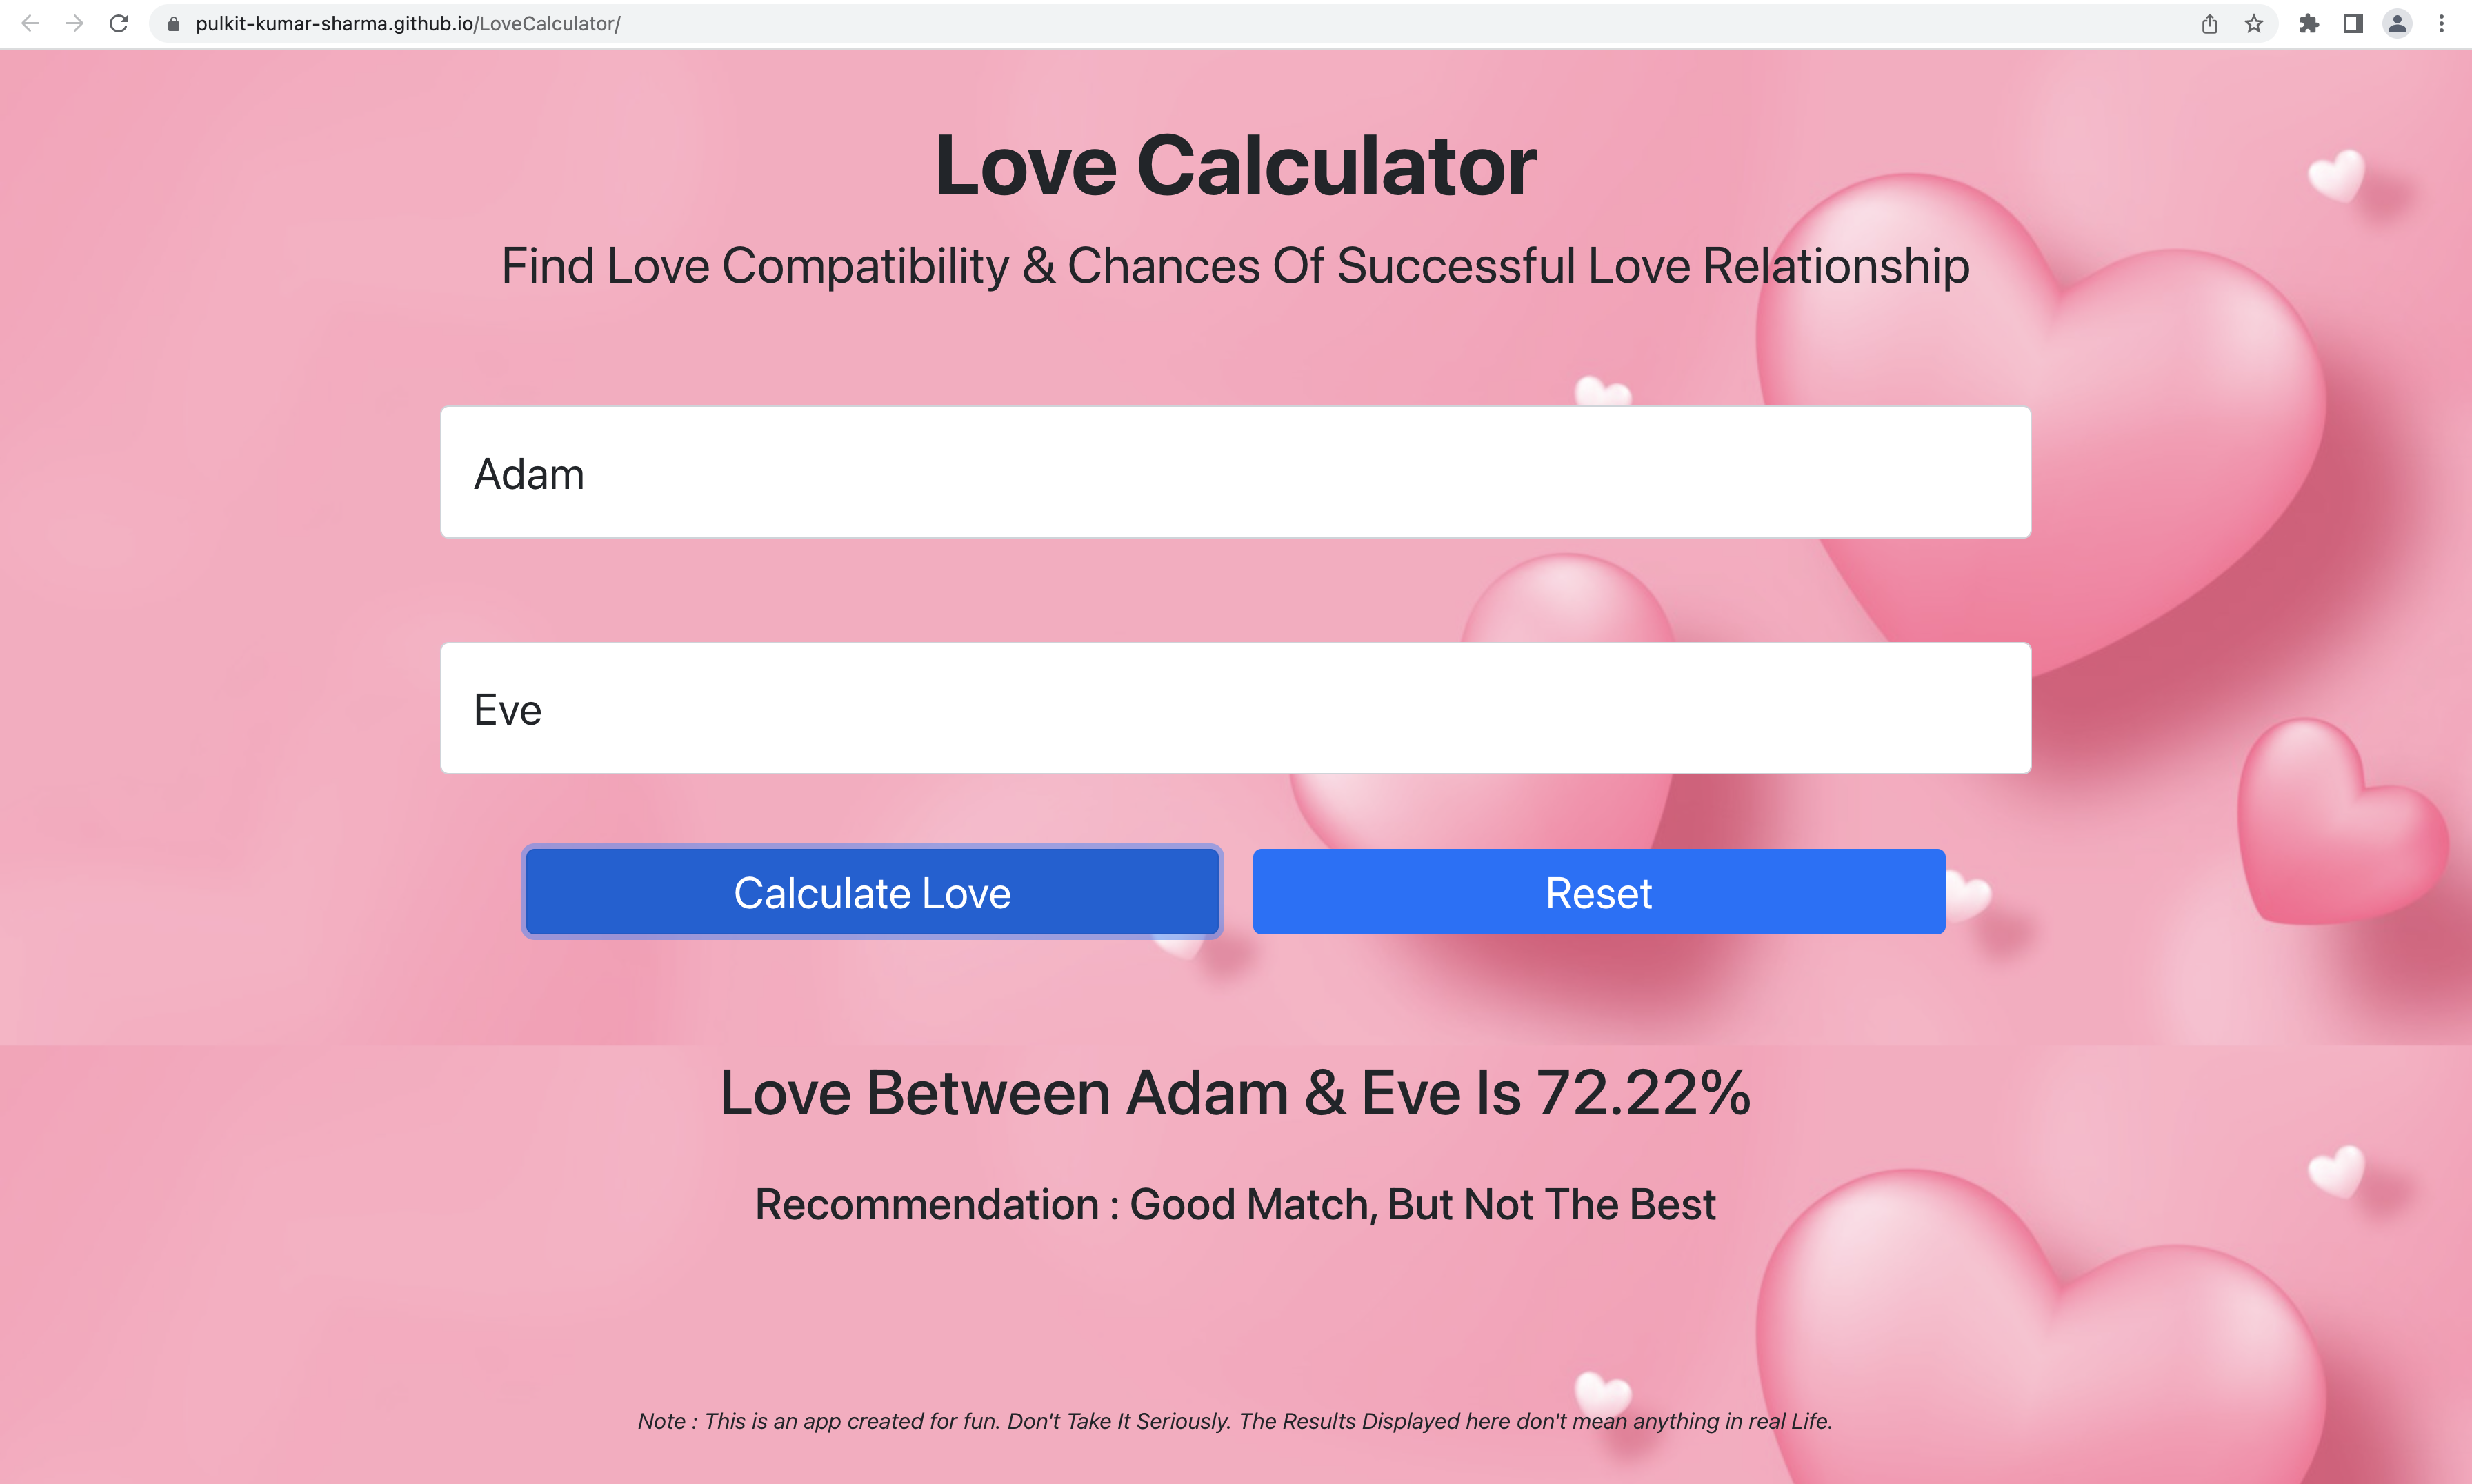 pulkit-kumar-sharma.github.io/LoveCalculator/
Love Calculator
Find Love Compatibility & Chances Of Successful Love Relationship
Adam
Eve
Calculate Love
Reset
Love Between Adam & Eve Is 72.22%
Recommendation : Good Match, But Not The Best
Note : This is an app created for fun. Don't Take It Seriously. The Results Displayed here don't mean anything in real Life.